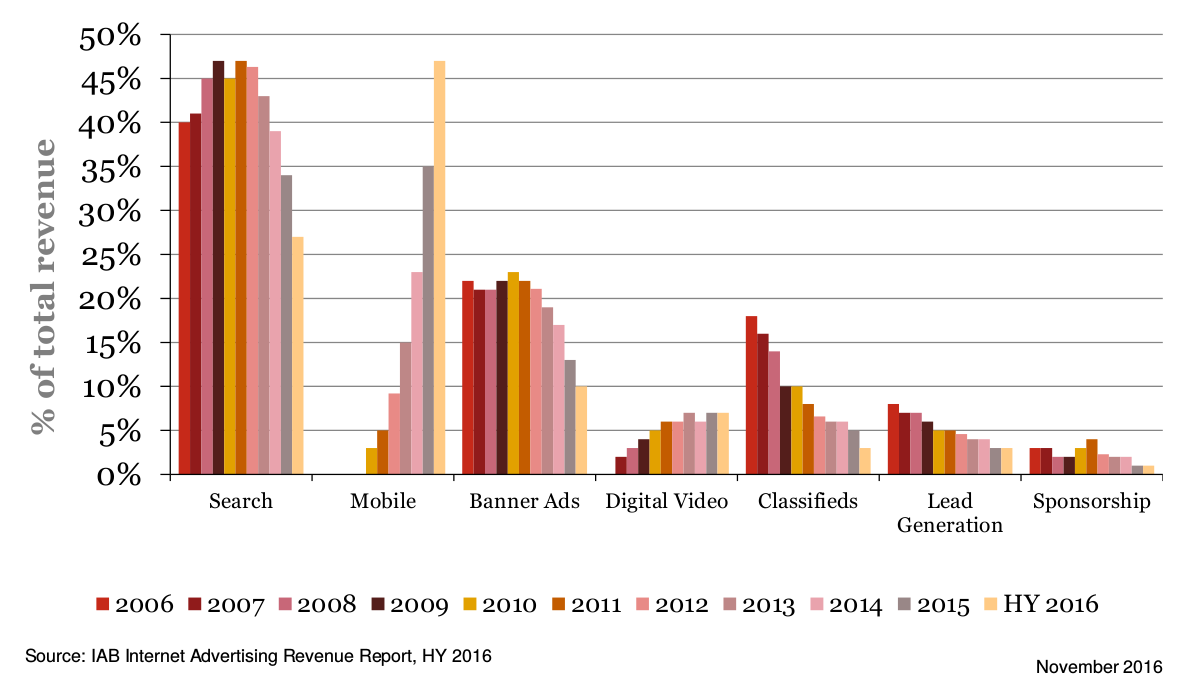 50%
45%
40%
35%
30%
25%
20%
15%
10%
5%
0%
% of total revenue
Search
Mobile
Banner Ads
Digital Video
Classifieds
Lead
Generation
Sponsorship
2006 2007 2008 2009 2010 2011 2012 2013 2014 2015 HY 2016
Source: IAB Internet Advertising Revenue Report, HY 2016
November 2016